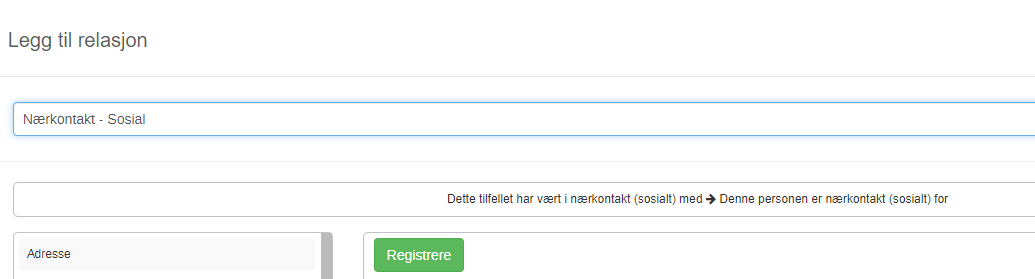 Legg til relasjon
Nærkontakt - Sosial
Dette tilfellet har vært i nærkontakt (sosialt) med → Denne personen er nærkontakt (sosialt) for
Adresse
Registrere